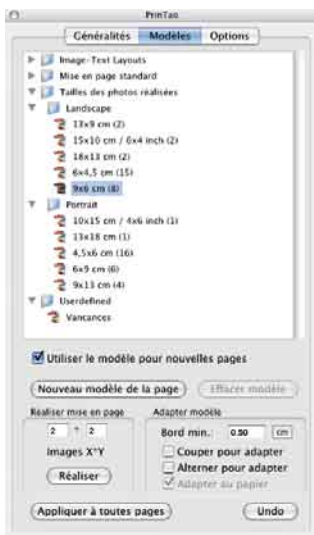 PrinTao
Généralités Modèles Options
Image-Text Layouts
Mise en page standard
Tailles des photos réalisées
Landscape
13x9 cm (2)
15x10 cm / 6x4 inch (2)
18x13 cm (2)
6x4,5 cm (15)
9x6 cm (8)
Portrait
10x15 cm / 4x6 inch (1)
13x18 cm (1)
4,5x6 cm (16)
6x9 cm (6)
9x13 cm (4)
Userdefined
Vantances
Utiliser le modèle pour nouvelles pages
Nouveau modèle de la page Effacer modèle
Réaliser mise en page Adapter modèle
2 * 2 Bord min.: 0.50 cm
Images X*Y Couper pour adapter
Réaliser Alterner pour adapter
Adapter au papier
Appliquer à toutes pages Undo